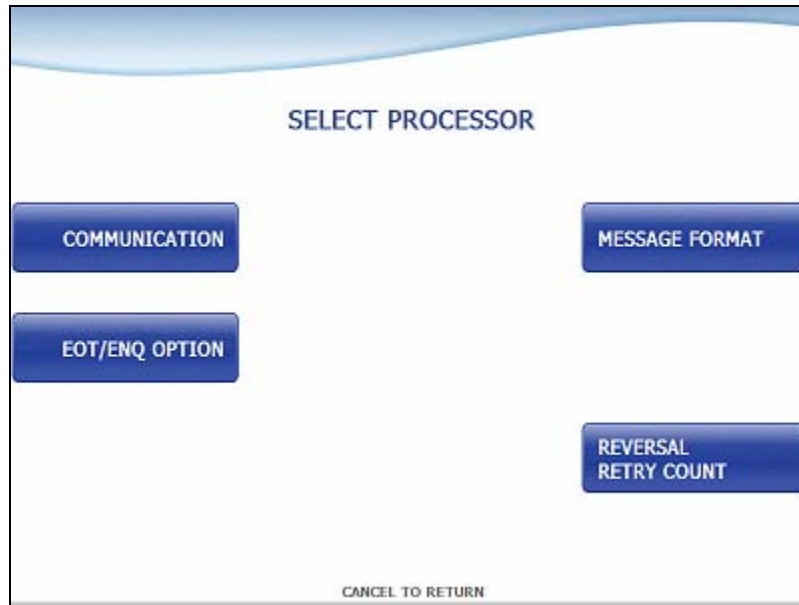 SELECT PROCESSOR
COMMUNICATION
MESSAGE FORMAT
EOT/ENQ OPTION
REVERSAL
RETRY COUNT
CANCEL TO RETURN